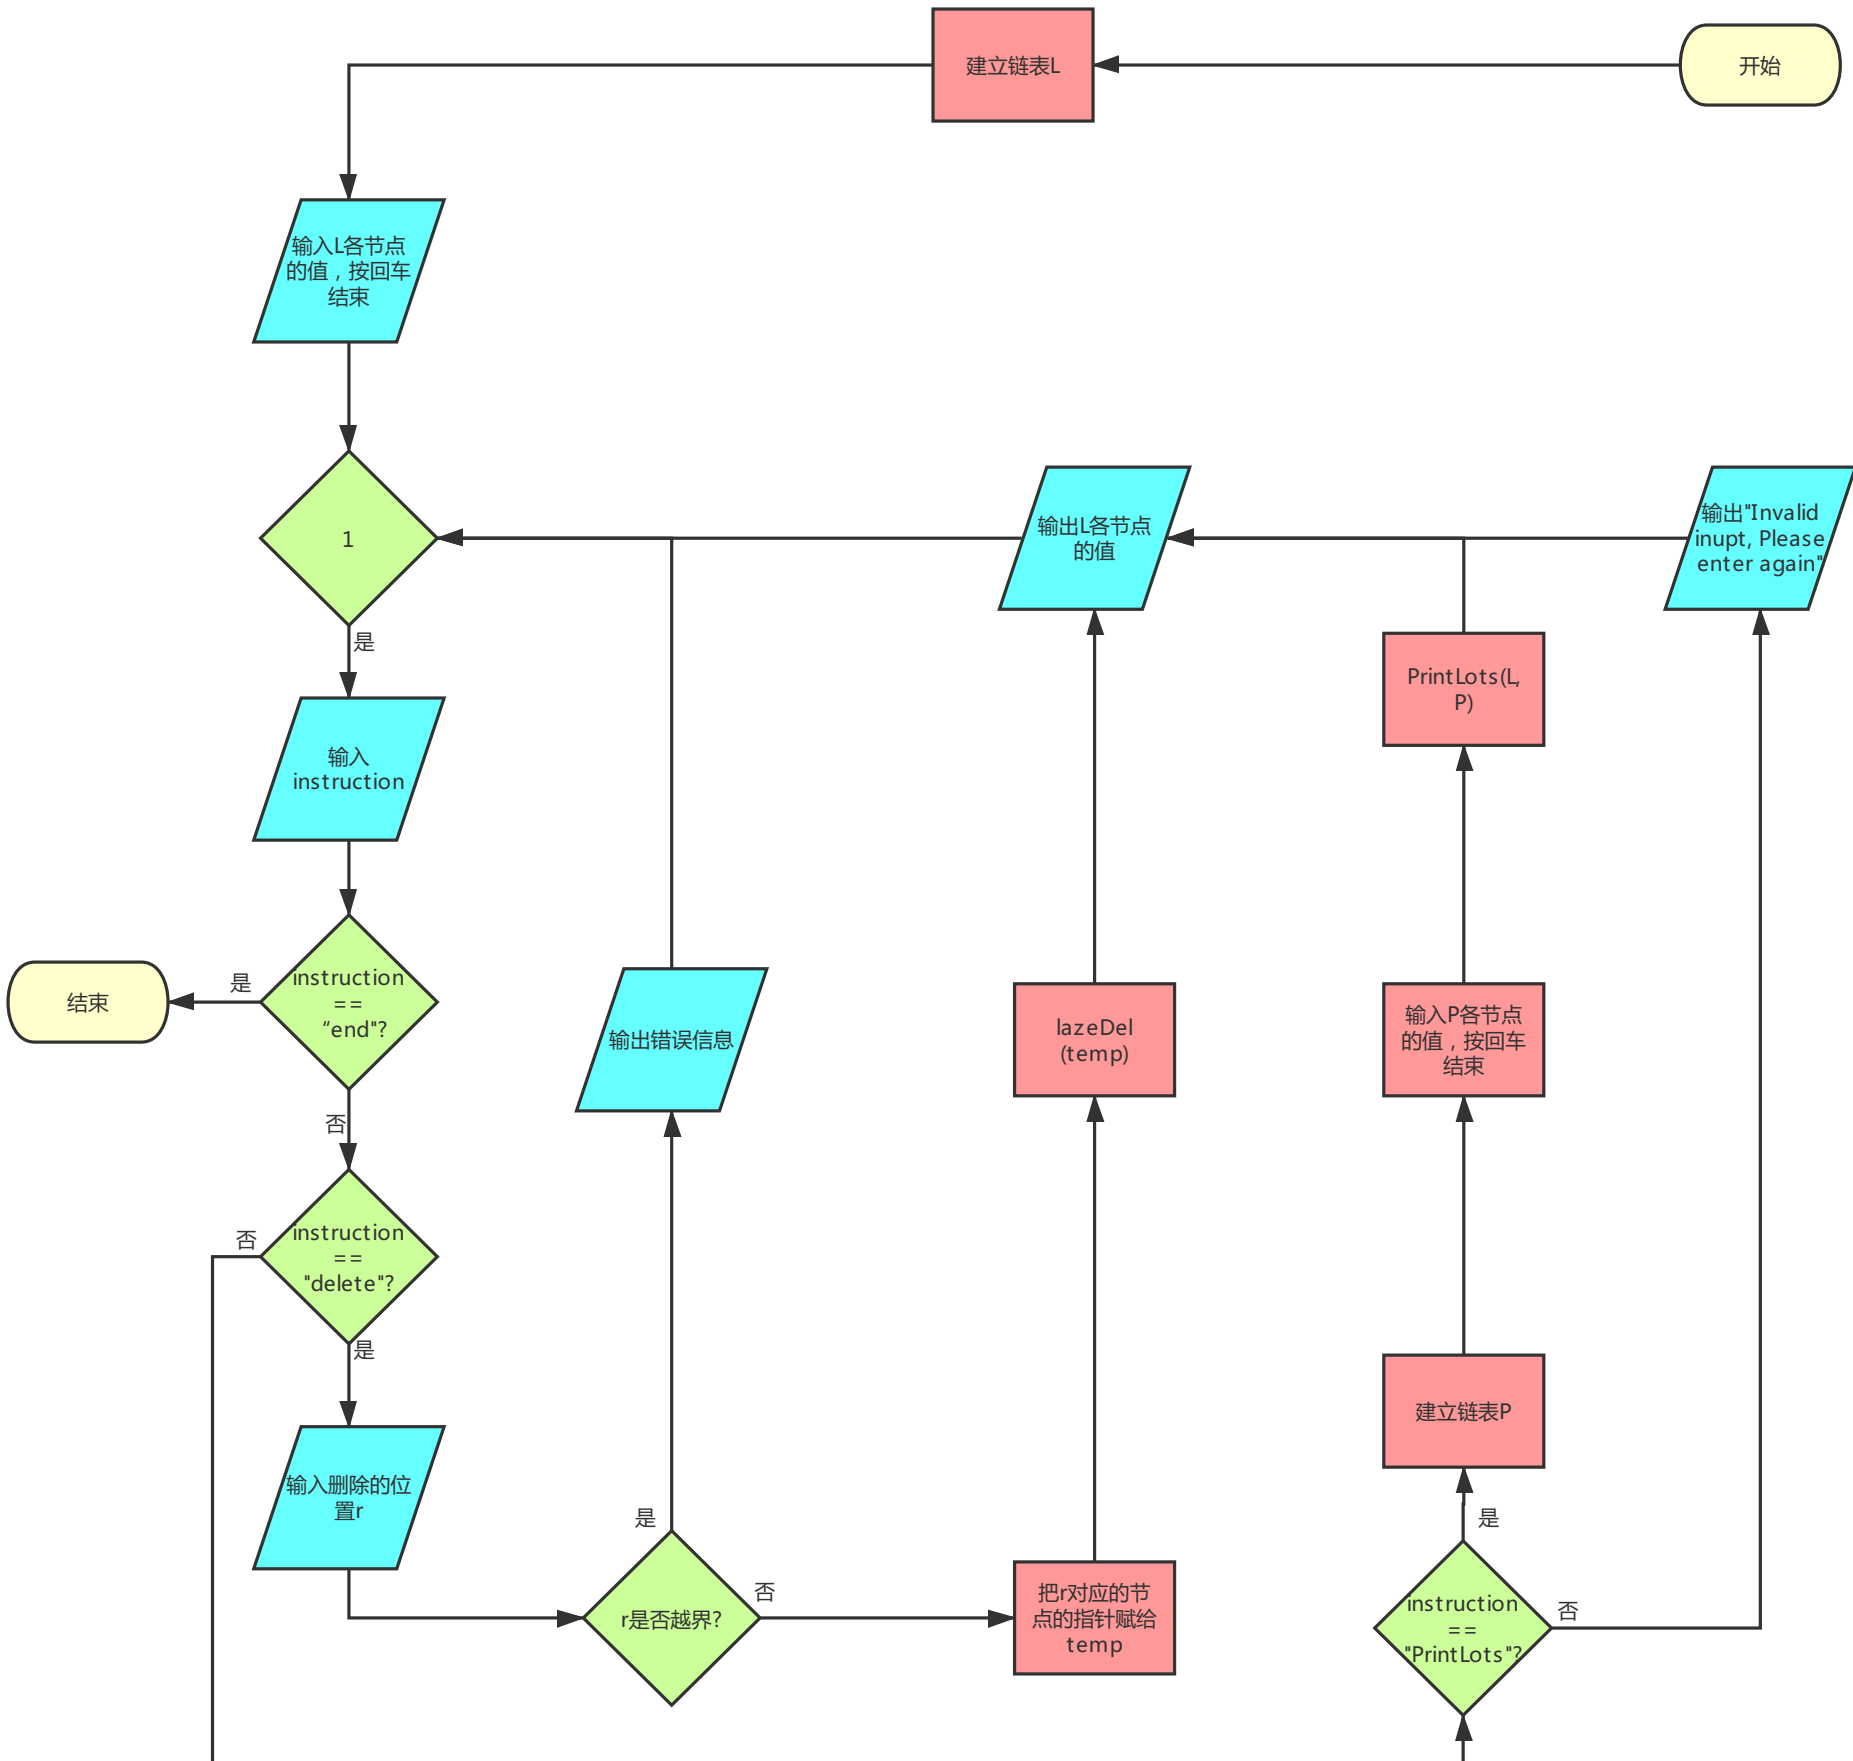 建立链表L
开始
输入L各节点
的值，按回车
结束
1
输出L各节点
的值
输出"Invalid
inupt, Please
enter again"
是
PrintLots(L,
P)
输入
instruction
结束
是
instruction
==
“end"?
输出错误信息
lazeDel
(temp)
输入P各节点
的值，按回车
结束
否
否
instruction
==
"delete"?
是
建立链表P
输入删除的位
置r
是
是
r是否越界?
否
把r对应的节
点的指针赋给
temp
instruction
==
"PrintLots"?
否